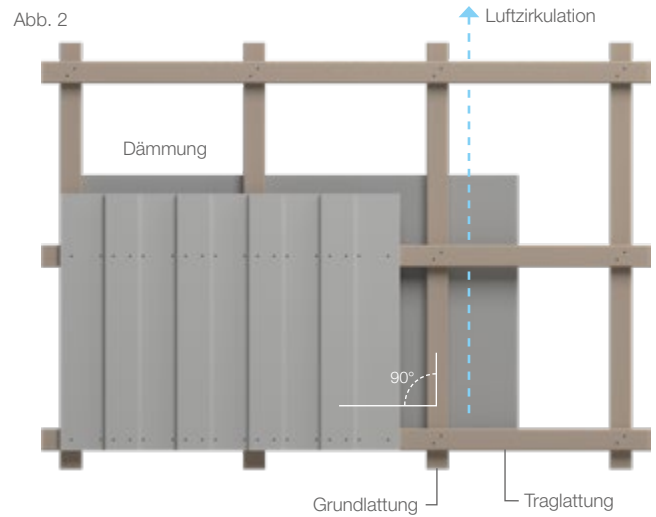 Abb. 2
Luftzirkulation
Dämmung
90°
Grundlattung
Traglattung